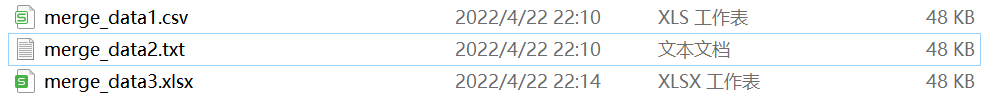 merge_data1.csv 2022/4/22 22:10 XLS 工作表 48 KB
merge_data2.txt 2022/4/22 22:10 文本文档 48 KB
merge_data3.xlsx 2022/4/22 22:14 XLSX 工作表 48 KB